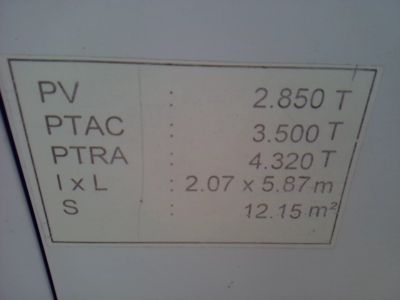 PV : 2.850 T
PTAC : 3.500 T
PTRA : 4.320 T
l x L : 2.07 x 5.87 m
S : 12.15 m²